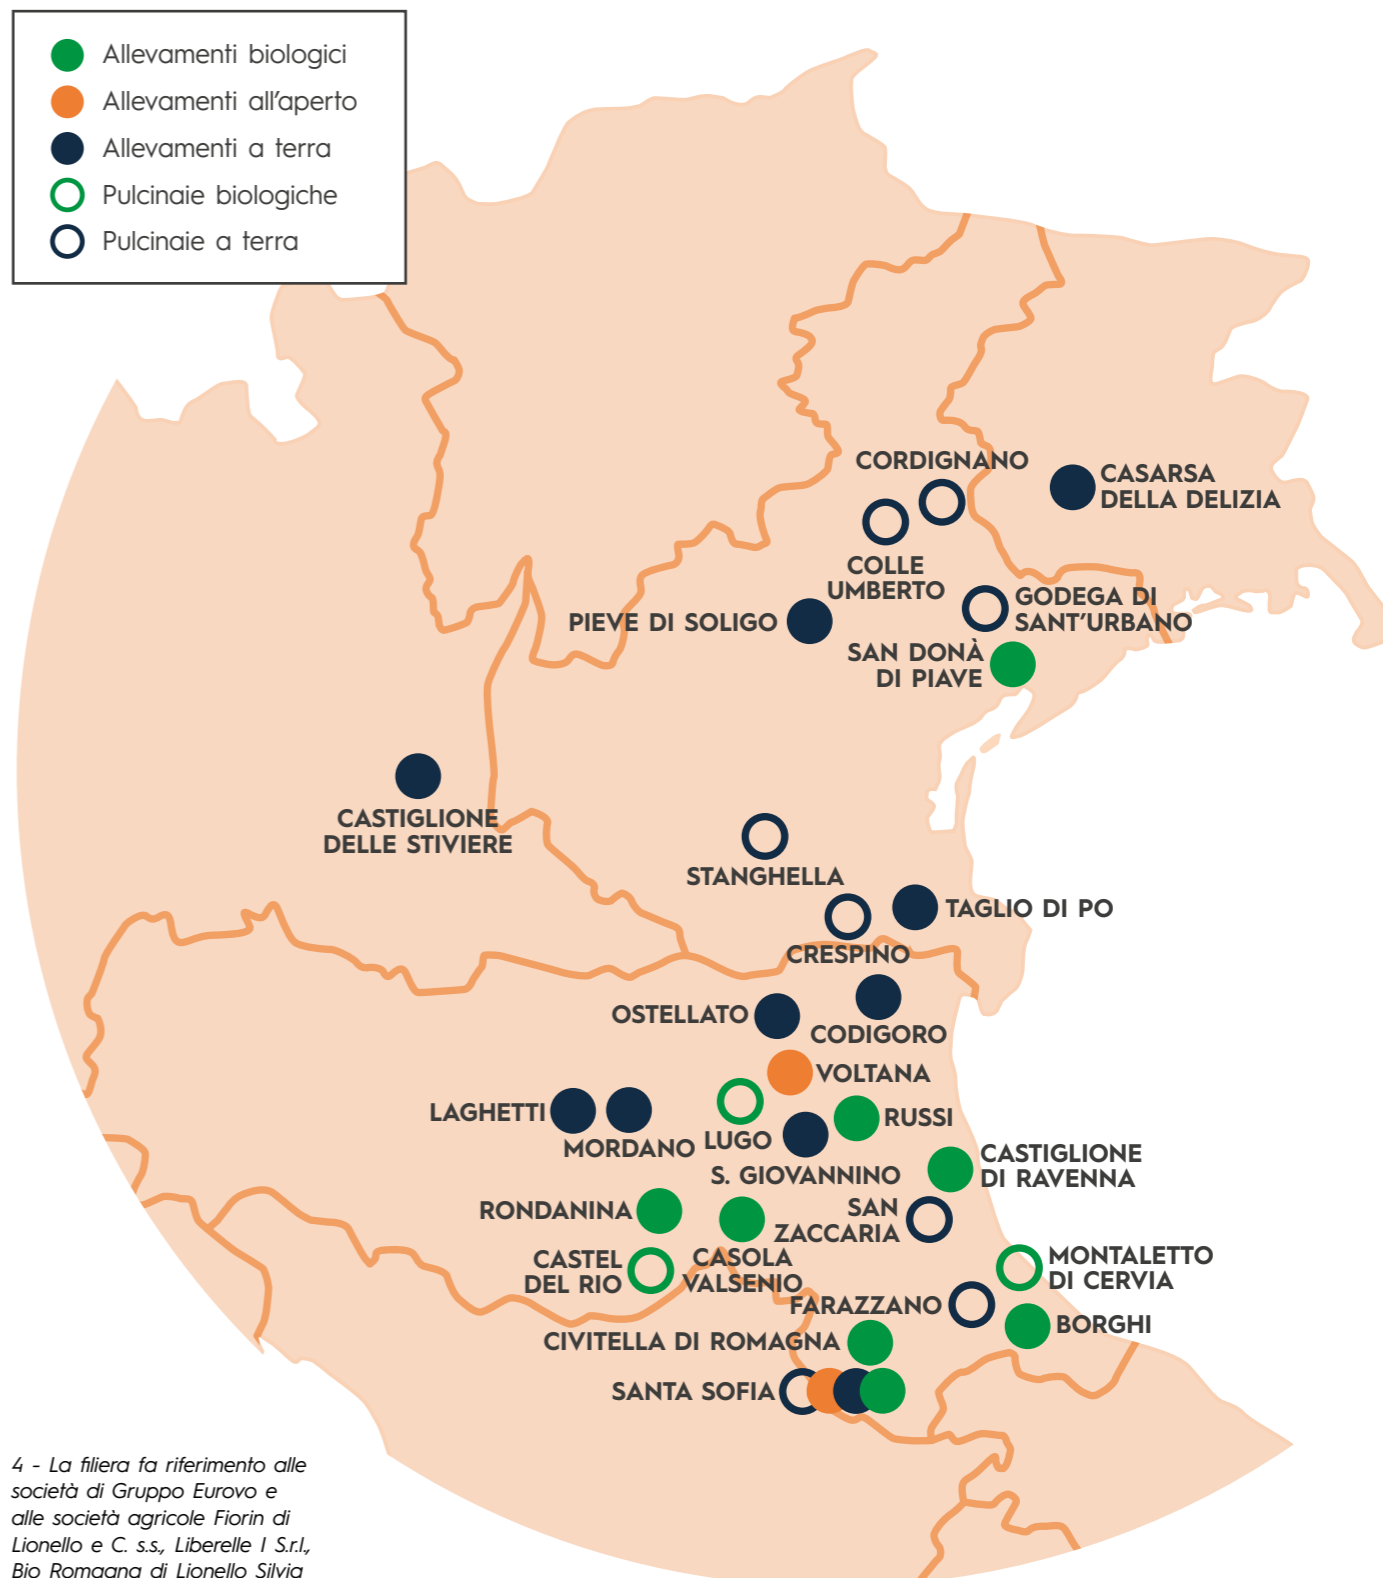 Allevamenti biologici
Allevamenti all'aperto
Allevamenti a terra
Pulcinaie biologiche
Pulcinaie a terra
CORDIGNANO
CASARSA
DELLA DELIZIA
COLLE
UMBERTO
GODEGA DI
SANT'URBANO
PIEVE DI SOLIGO
SAN DONÀ
DI PIAVE
CASTIGLIONE
DELLE STIVIERE
STANGHELLA
TAGLIO DI PO
CRESPINO
OSTELLATO
CODIGORO
VOLTANA
LAGHETTI
MORDANO
LUGO
RUSSI
S. GIOVANNINO
CASTIGLIONE
DI RAVENNA
RONDANINA
SAN
ZACCARIA
CASTEL
DEL RIO
CASOLA
VALSENIO
MONTALETTO
DI CERVIA
FARAZZANO
BORGHI
CIVITELLA DI ROMAGNA
SANTA SOFIA
4 - La filiera fa riferimento alle
società di Gruppo Eurovo e
alle società agricole Fiorin di
Lionello e C. s.s., Liberelle I S.r.l.,
Bio Romagna di Lionello Silvia